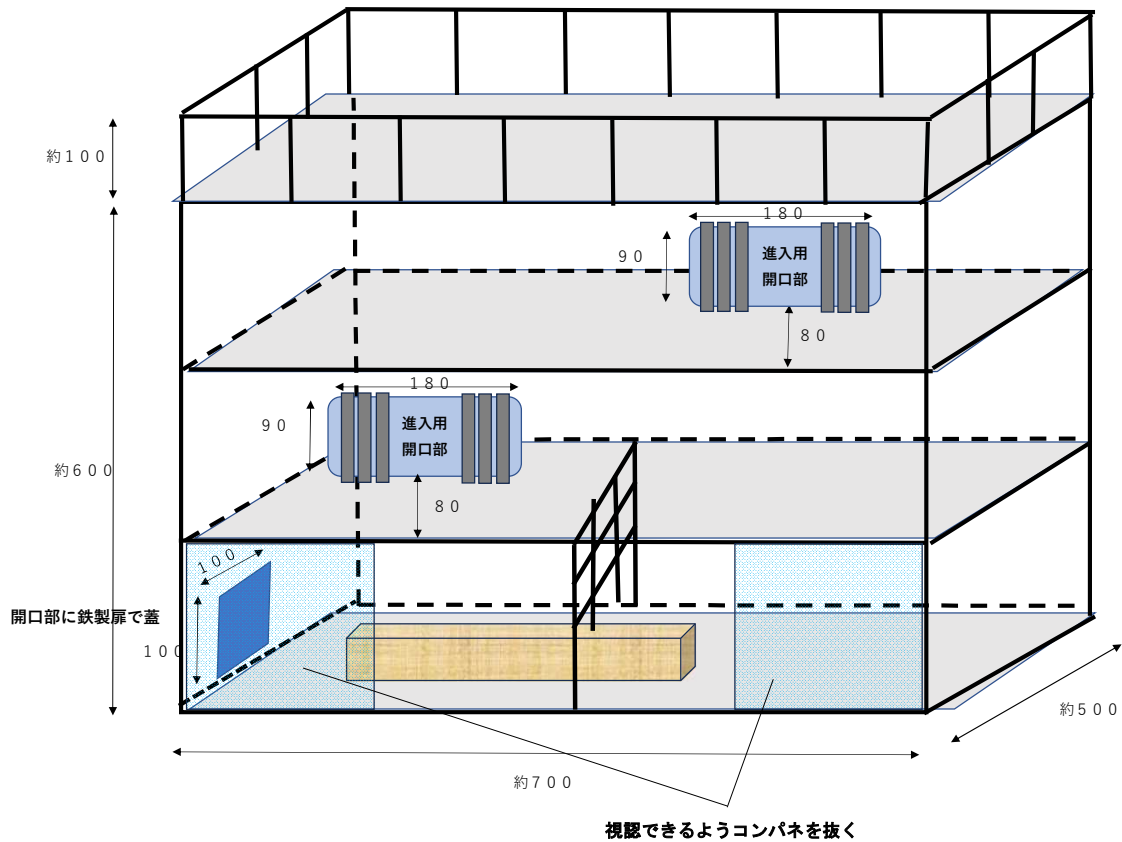 約１００
１８０
９０
進入用
開口部
８０
１８０
９０
進入用
開口部
８０
約６００
１００
開口部に鉄製扉で蓋
１００
約５００
約７００
視認できるようコンパネを抜く